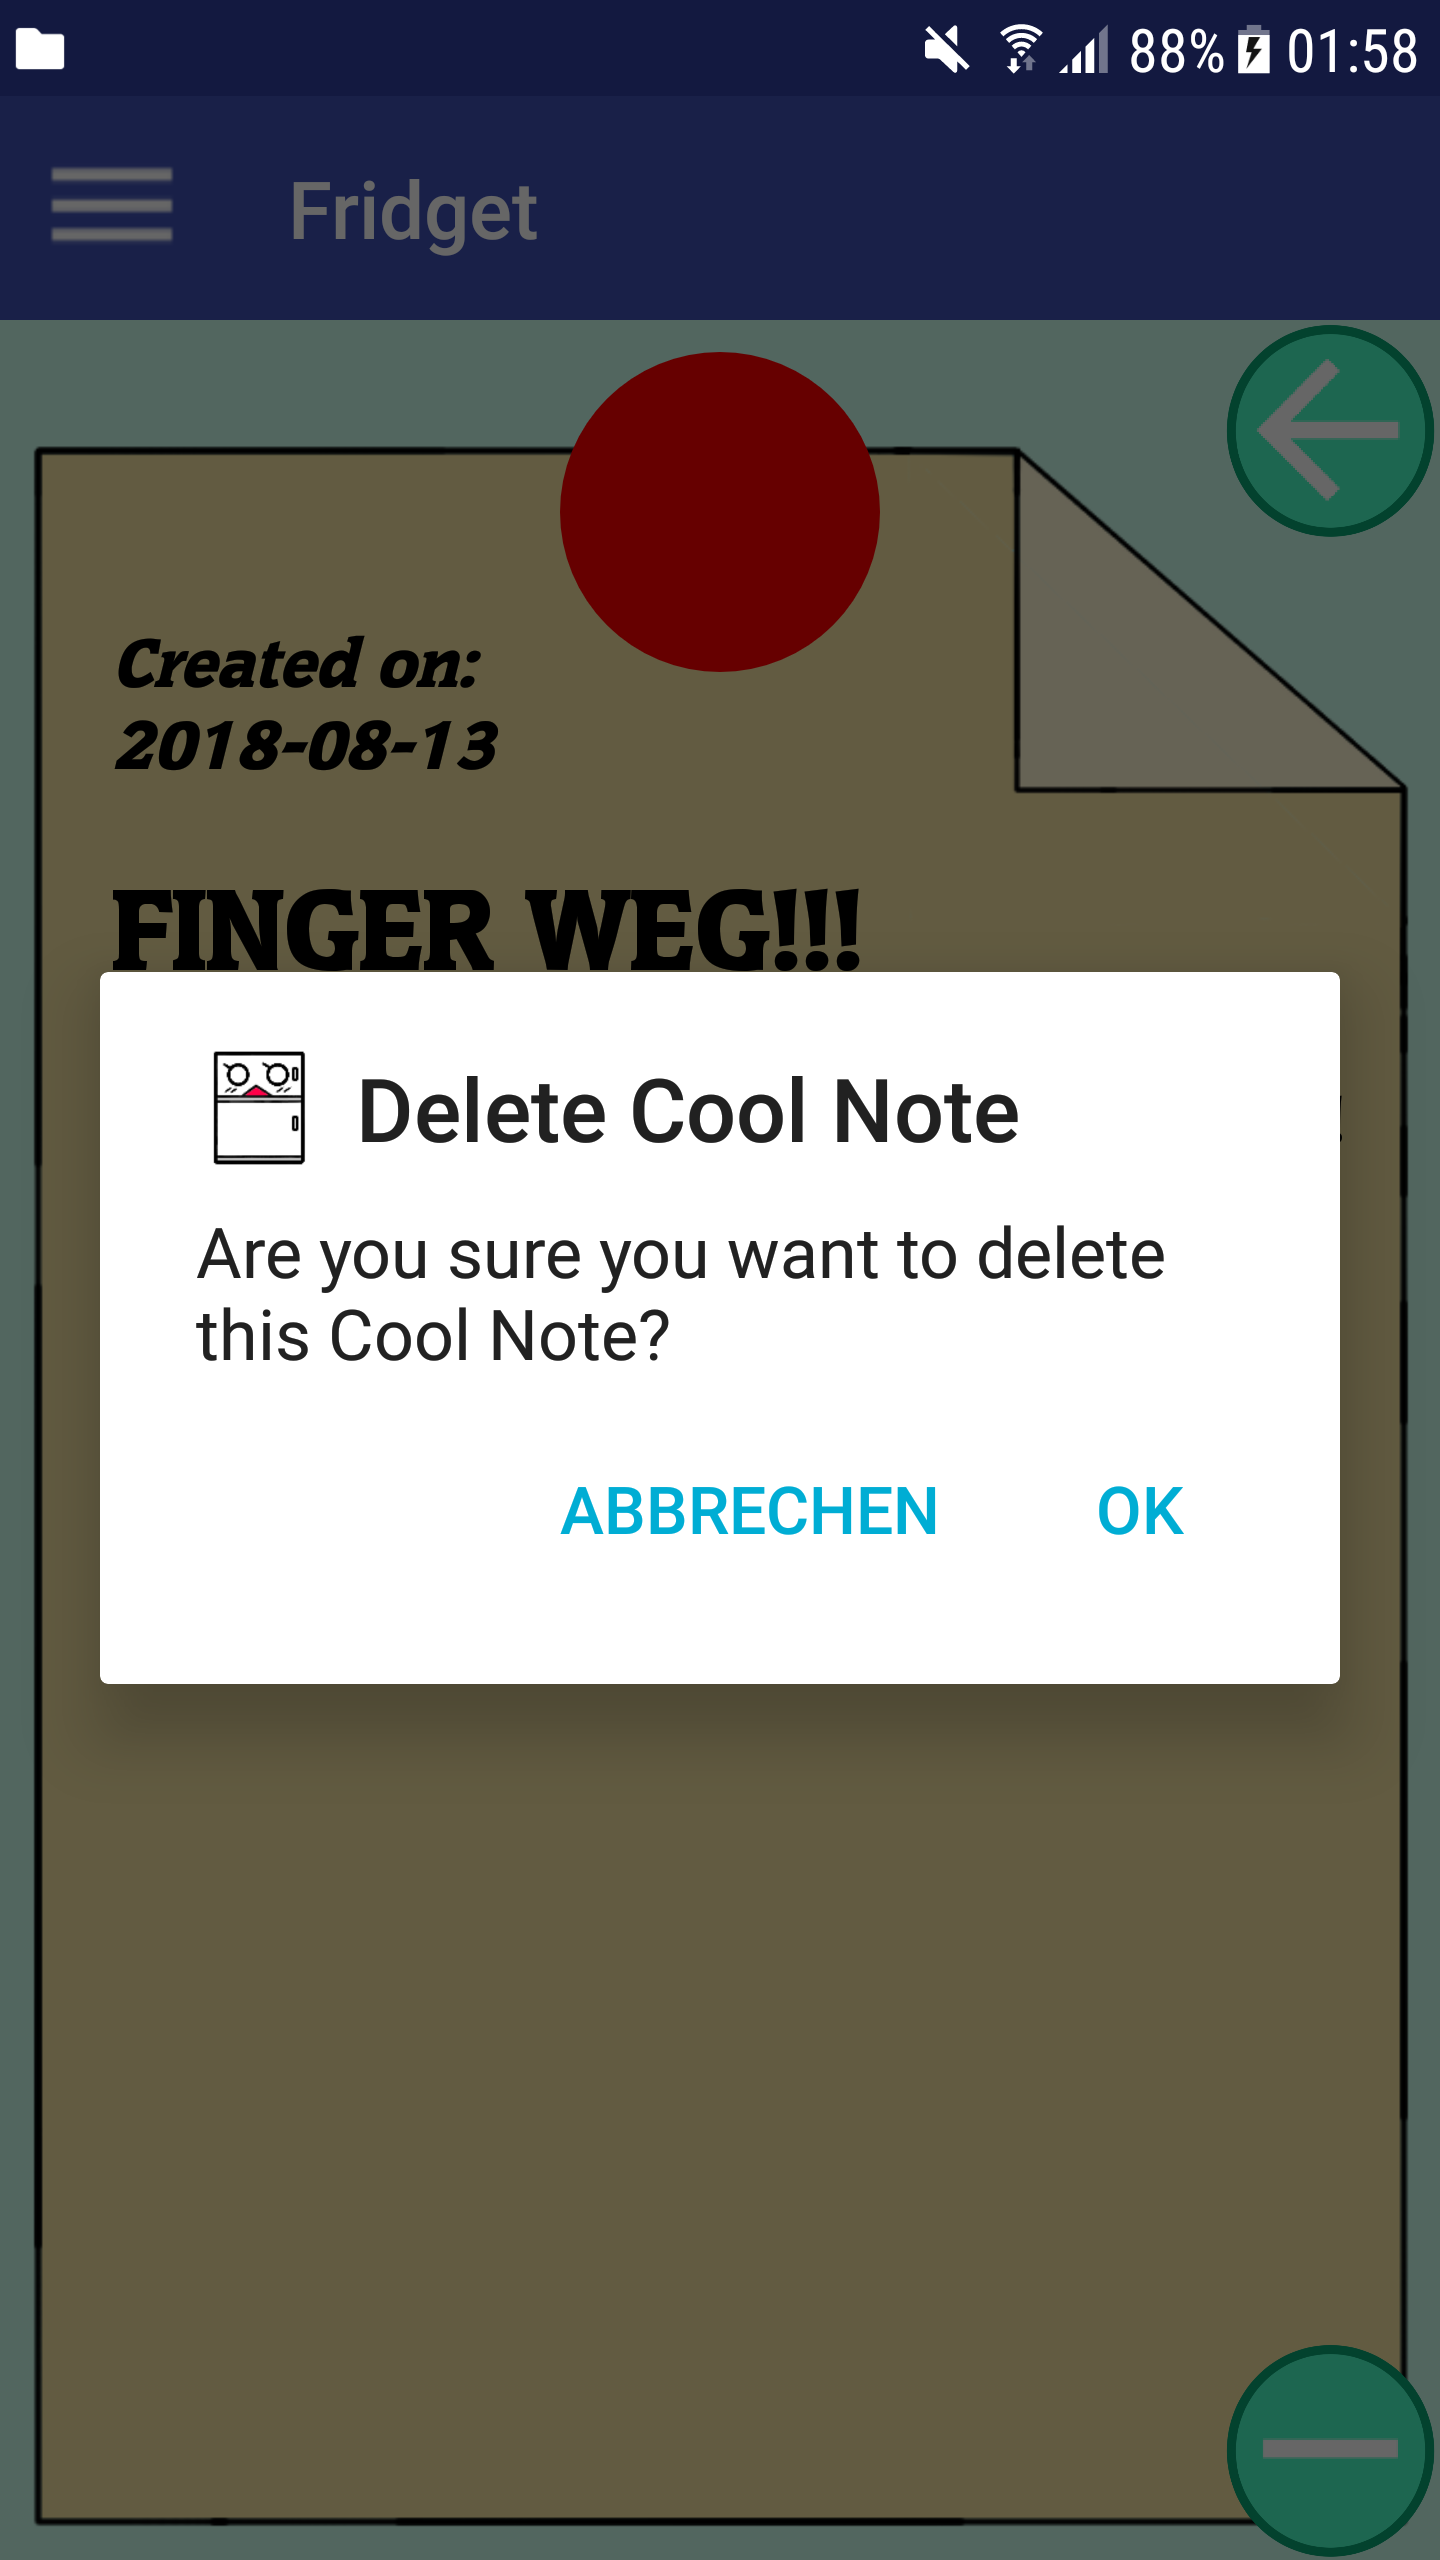 88% 01:58
Fridget
Created on:
2018-08-13
FINGER WEG!!!
Delete Cool Note
Are you sure you want to delete
this Cool Note?
ABBRECHEN OK